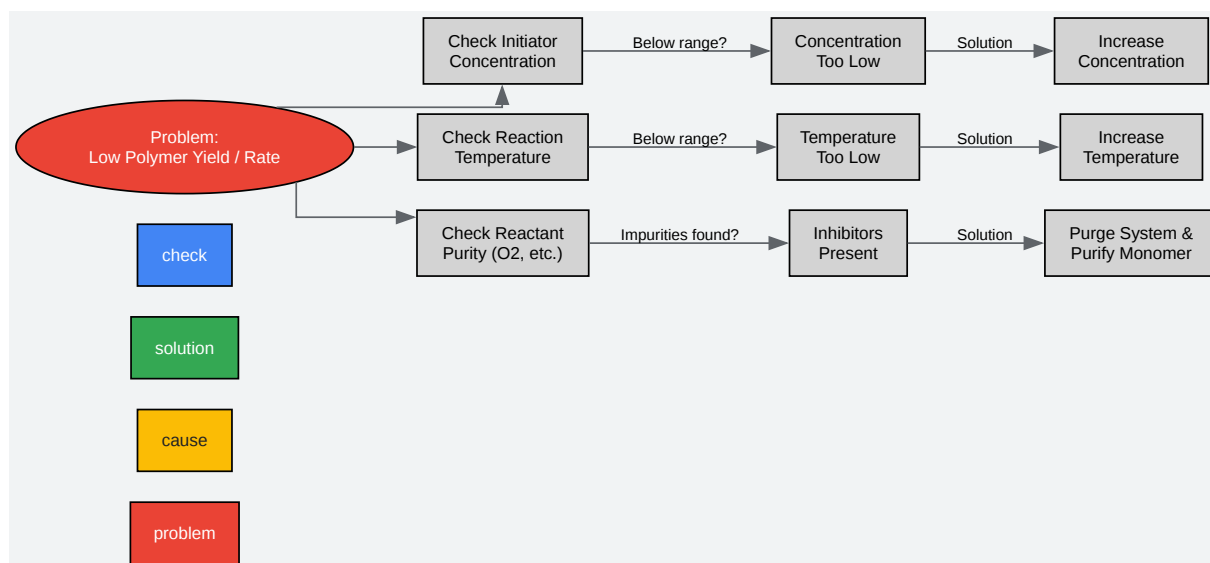 Check Initiator
Concentration
Below range?
Concentration
Too Low
Solution
Increase
Concentration
Problem:
Low Polymer Yield / Rate
Check Reaction
Temperature
Below range?
Temperature
Too Low
Solution
Increase
Temperature
Check Reactant
Purity (O2, etc.)
Impurities found?
Inhibitors
Present
Solution
Purge System &
Purify Monomer
check
solution
cause
problem